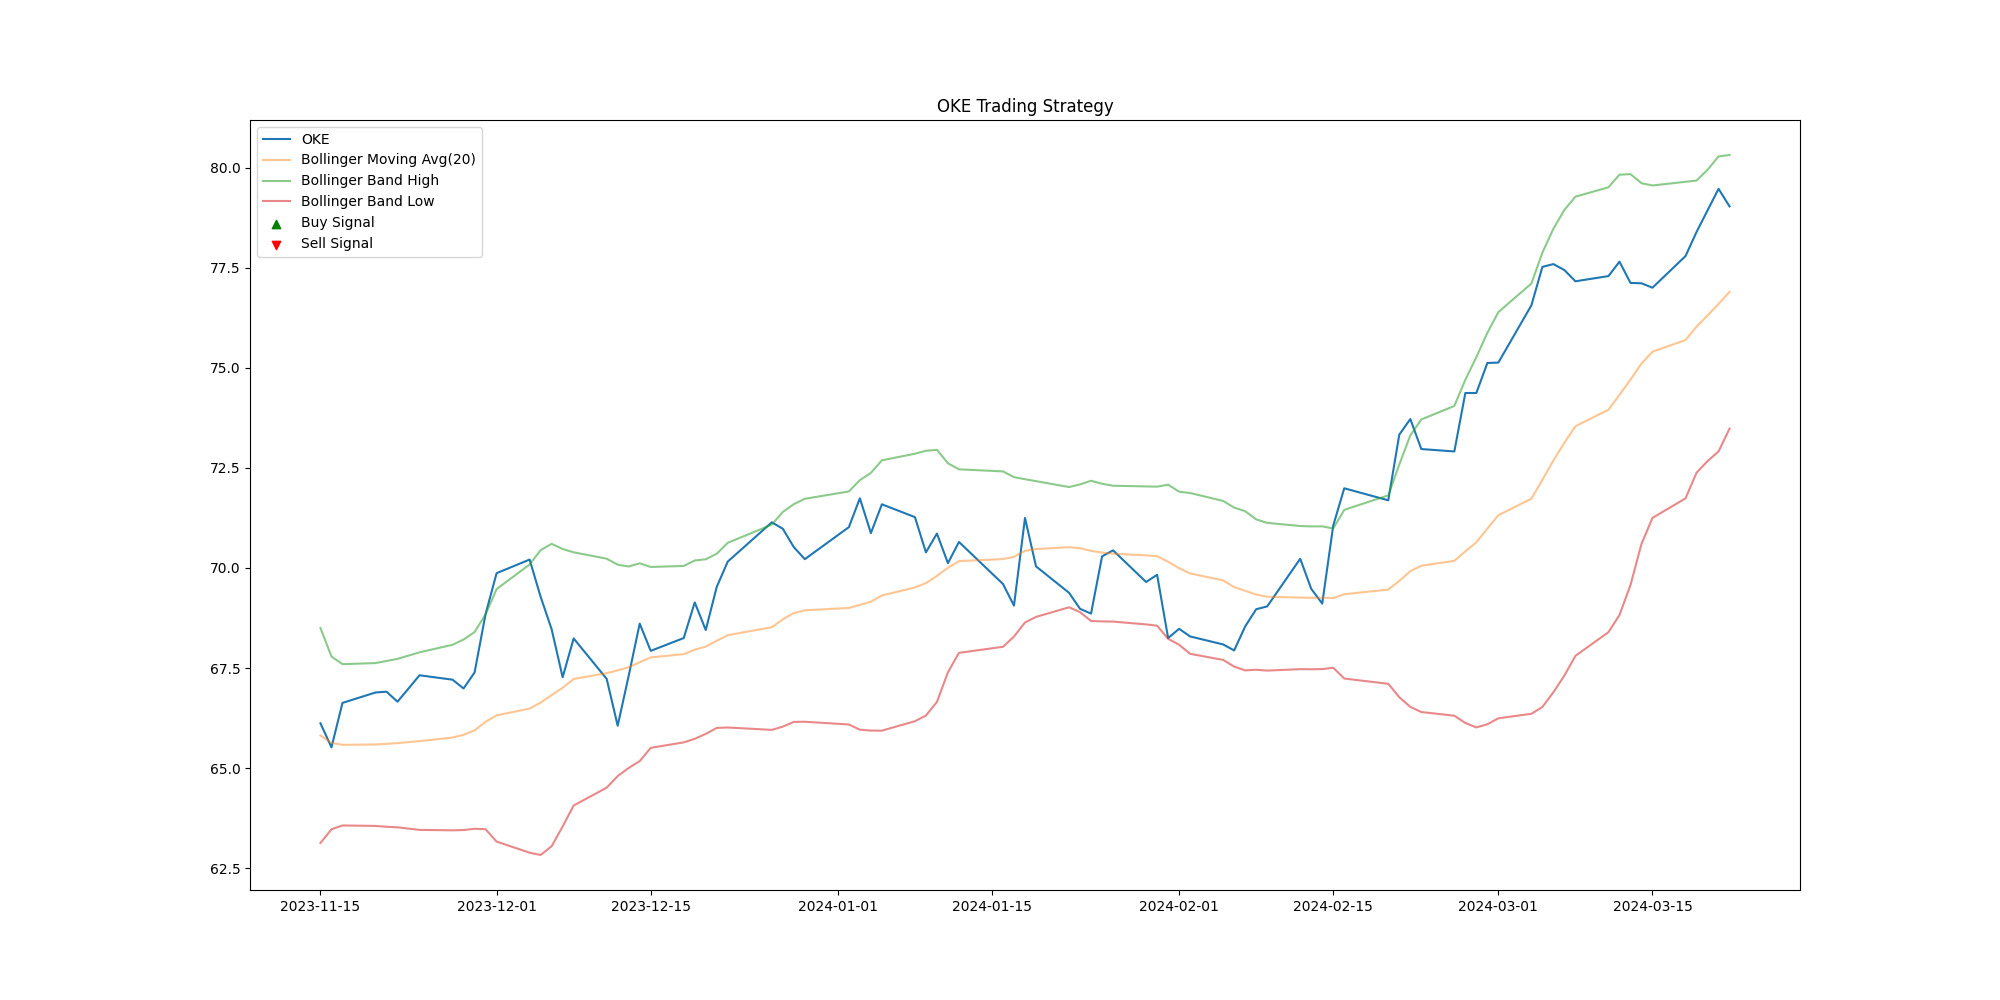 OKE Trading Strategy
OKE
Bollinger Moving Avg(20)
Bollinger Band High
Bollinger Band Low
Buy Signal
Sell Signal
80.0
77.5
75.0
72.5
70.0
67.5
65.0
62.5
2023-11-15 2023-12-01 2023-12-15 2024-01-01 2024-01-15 2024-02-01 2024-02-15 2024-03-01 2024-03-15